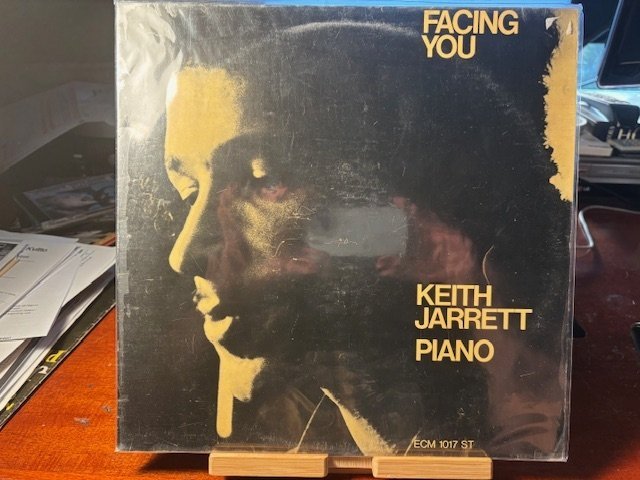 FACING
YOU
KEITH
JARRETT
PIANO
ECM 1017 ST